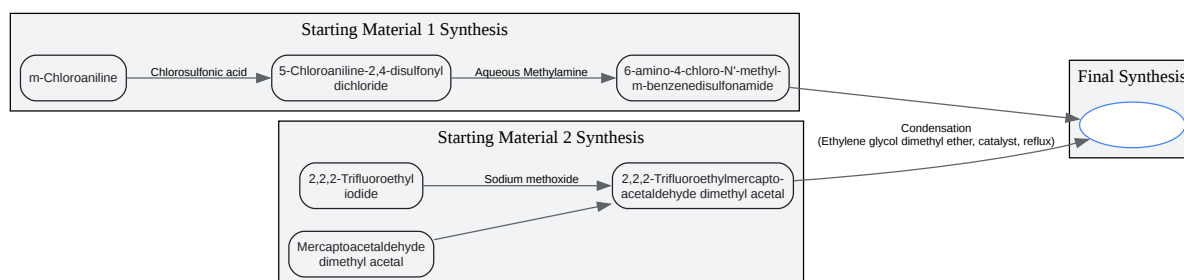 Starting Material 1 Synthesis
m-Chloroaniline
Chlorosulfonic acid
5-Chloroaniline-2,4-disulfonyl
dichloride
Aqueous Methylamine
6-amino-4-chloro-N'-methyl-
m-benzenedisulfonamide
Final Synthesis
Condensation
(Ethylene glycol dimethyl ether, catalyst, reflux)
Starting Material 2 Synthesis
2,2,2-Trifluoroethyl
iodide
Sodium methoxide
2,2,2-Trifluoroethylmercapto-
acetaldehyde dimethyl acetal
Mercaptoacetaldehyde
dimethyl acetal